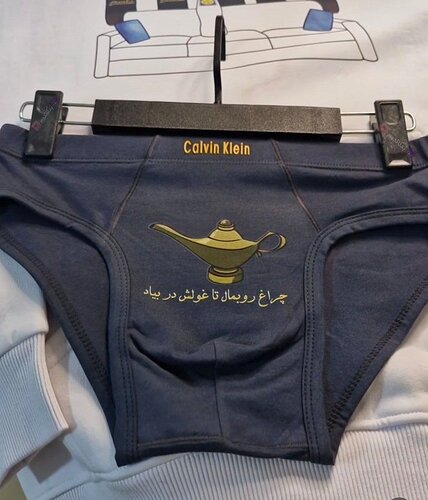 Calvin Klein
چراغ رو بمال تا غولش در بیاد